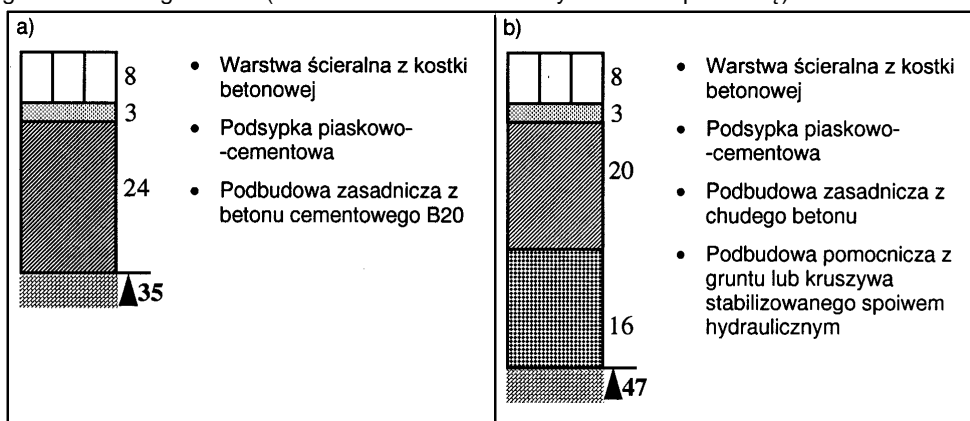 a)
8
3
24
35
• Warstwa ścieralna z kostki
betonowej
• Podsypka piaskowo-
-cementowa
• Podbudowa zasadnicza z
betonu cementowego B20
b)
8
3
20
16
47
• Warstwa ścieralna z kostki
betonowej
• Podsypka piaskowo-
-cementowa
• Podbudowa zasadnicza z
chudego betonu
• Podbudowa pomocnicza z
gruntu lub kruszywa
stabilizowanego spoiwem
hydraulicznym